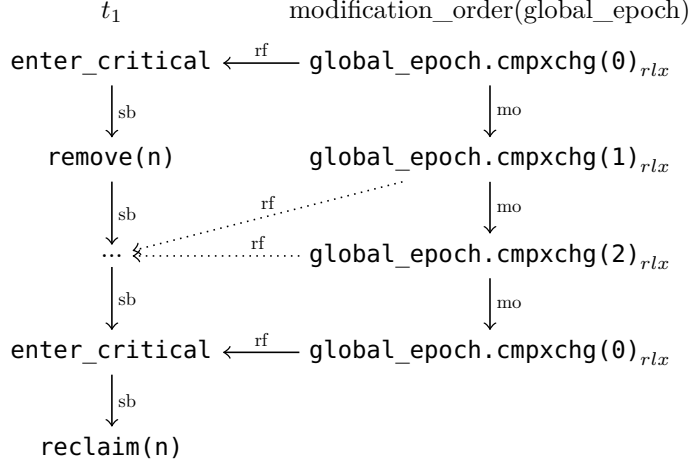 t1 modification_order(global_epoch)
enter_critical rf global_epoch.cmpxchg(0)rlx
sb mo
remove(n) global_epoch.cmpxchg(1)rlx
sb rf mo
... rf global_epoch.cmpxchg(2)rlx
sb mo
enter_critical rf global_epoch.cmpxchg(0)rlx
sb
reclaim(n)